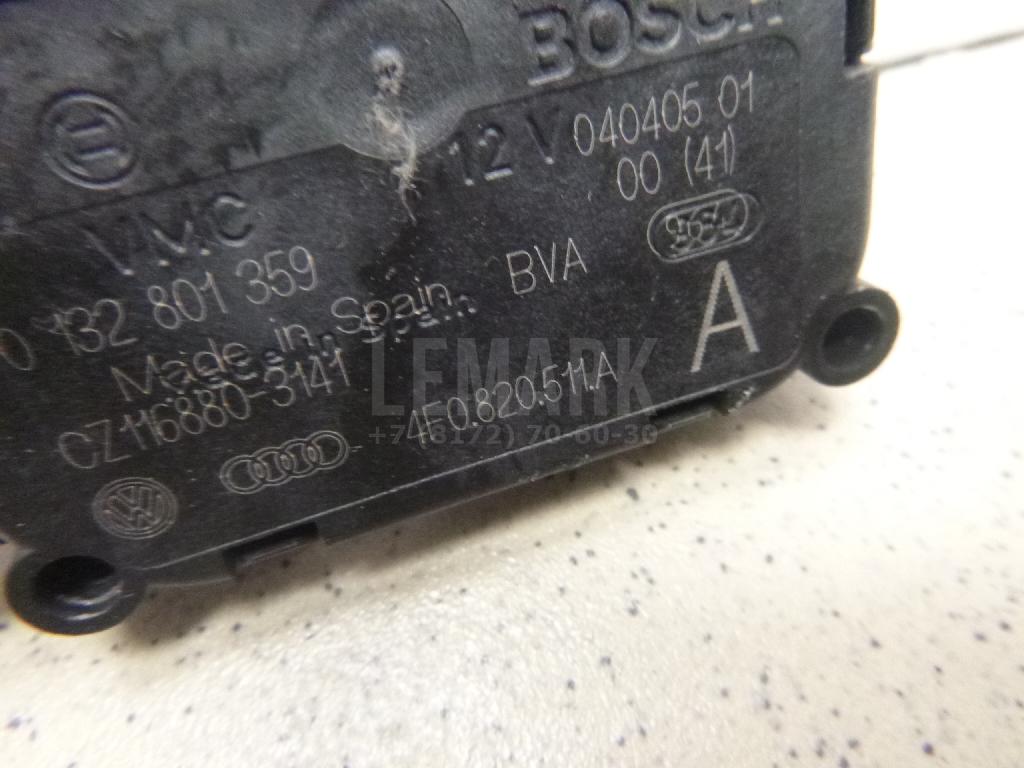 BOSCH
12 V 040405 01
00 (41)
VMC
0 132 801 359
BVA
Made in Spain
A
CZ116880-3141
4E0.820.511.A
LEMARK
+7 (8172) 70-60-30